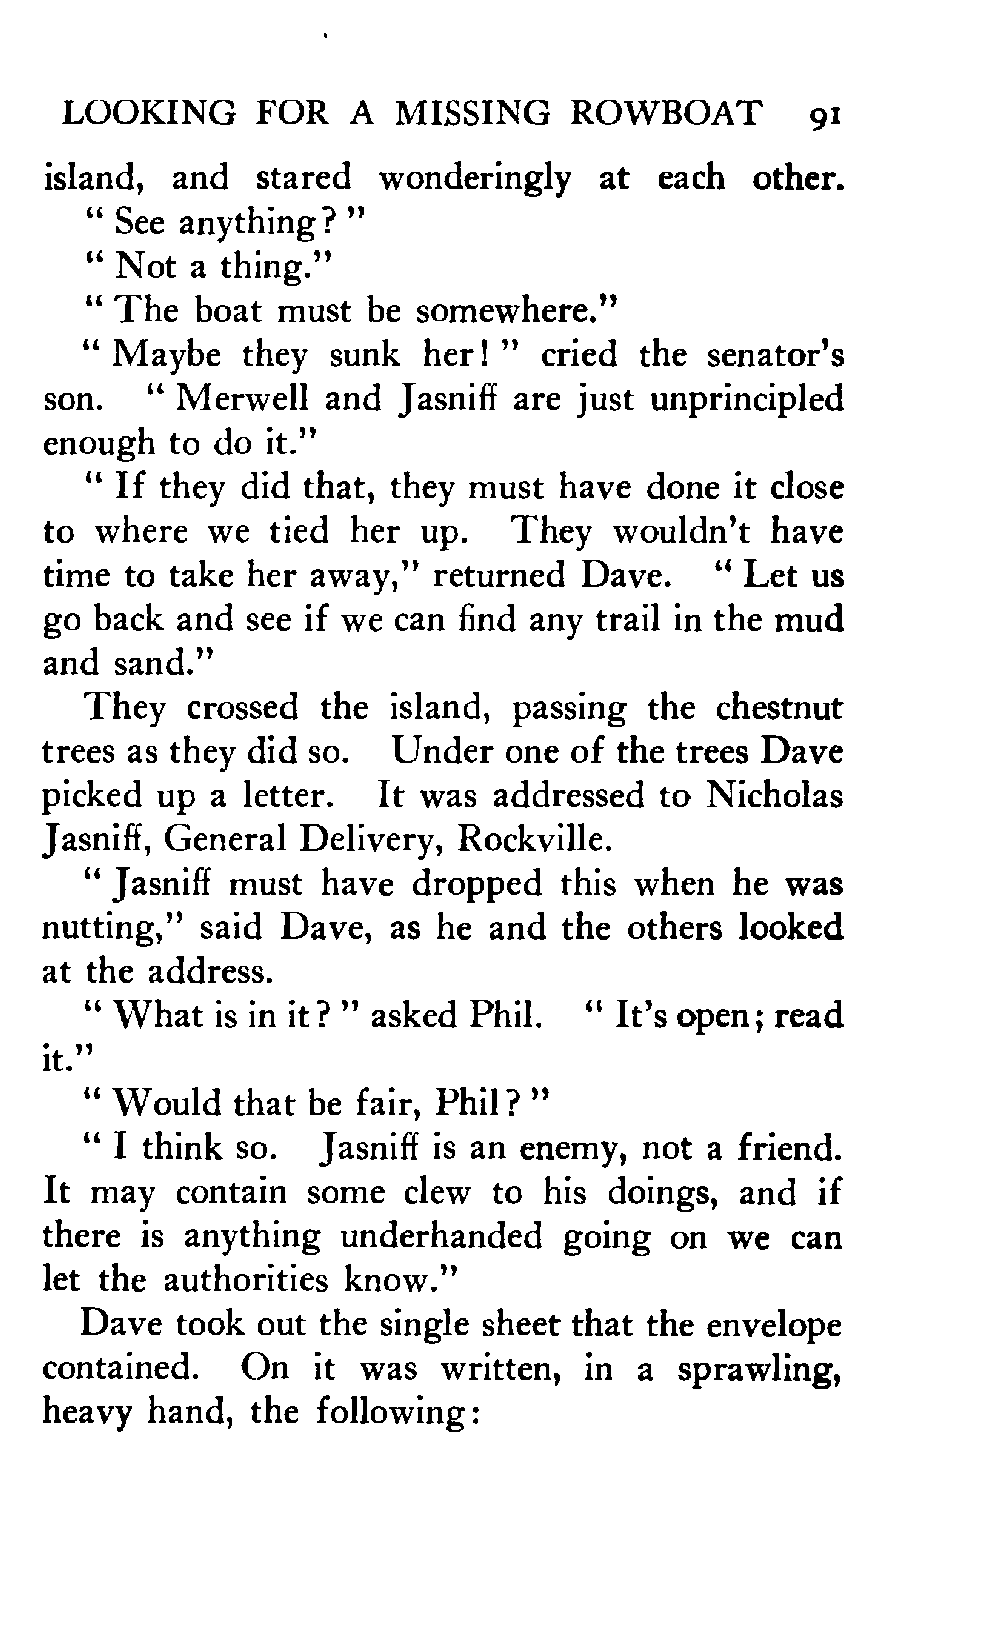 LOOKING FOR A MISSING ROWBOAT 91
island, and stared wonderingly at each other.
" See anything? "
" Not a thing."
" The boat must be somewhere."
" Maybe they sunk her! " cried the senator's
son. " Merwell and Jasniff are just unprincipled
enough to do it."
" If they did that, they must have done it close
to where we tied her up. They wouldn't have
time to take her away," returned Dave. " Let us
go back and see if we can find any trail in the mud
and sand."
They crossed the island, passing the chestnut
trees as they did so. Under one of the trees Dave
picked up a letter. It was addressed to Nicholas
Jasniff, General Delivery, Rockville.
" Jasniff must have dropped this when he was
nutting," said Dave, as he and the others looked
at the address.
" What is in it? " asked Phil. " It's open; read
it."
" Would that be fair, Phil? "
" I think so. Jasniff is an enemy, not a friend.
It may contain some clew to his doings, and if
there is anything underhanded going on we can
let the authorities know."
Dave took out the single sheet that the envelope
contained. On it was written, in a sprawling,
heavy hand, the following: